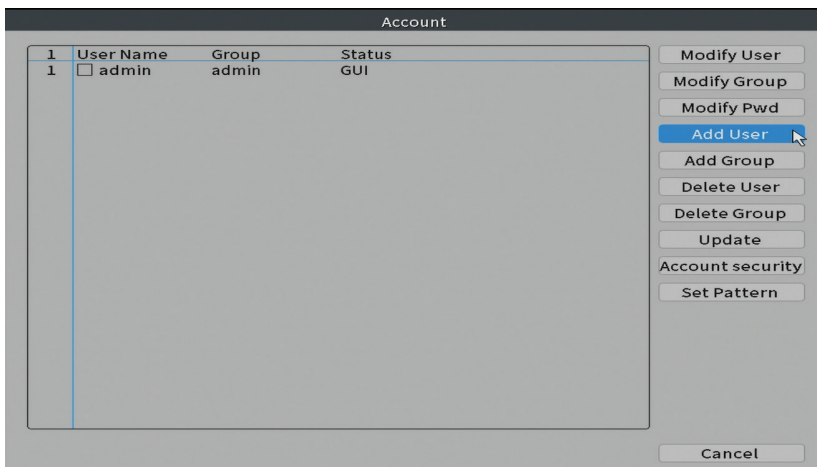 Account
1 User Name Group Status
1 admin admin GUI
Modify User
Modify Group
Modify Pwd
Add User
Add Group
Delete User
Delete Group
Update
Account security
Set Pattern
Cancel